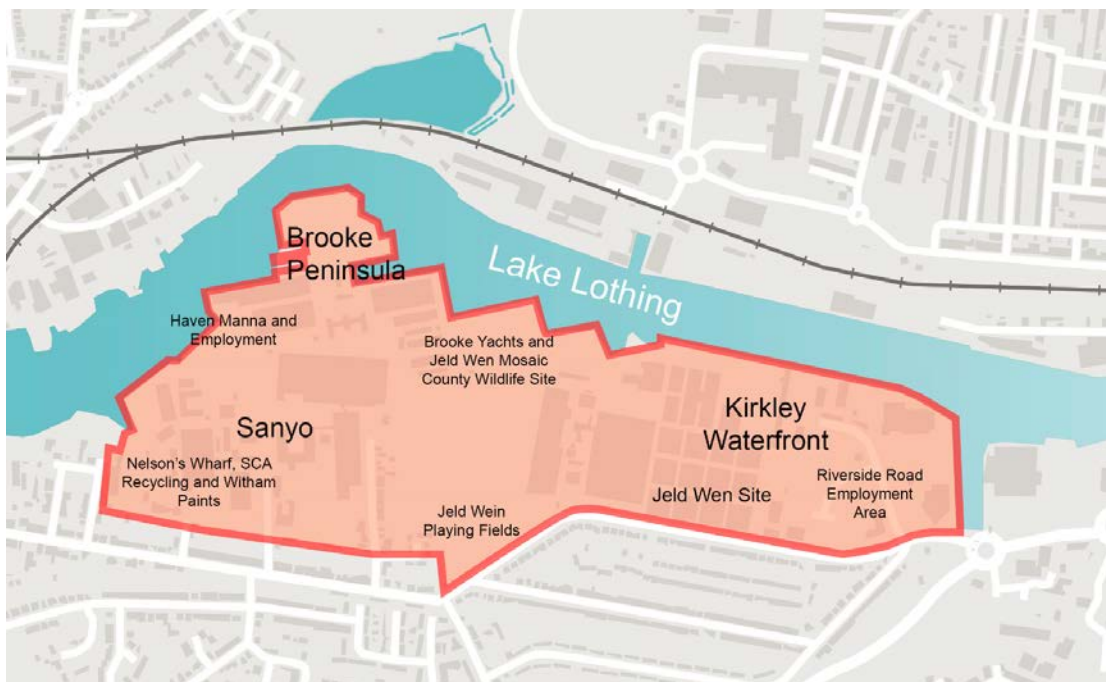 Brooke
Peninsula
Lake Lothing
Haven Manna and
Employment
Brooke Yachts and
Jeld Wen Mosaic
County Wildlife Site
Sanyo
Kirkley
Waterfront
Nelson's Wharf, SCA
Recycling and Witham
Paints
Jeld Wein
Playing Fields
Jeld Wen Site
Riverside Road
Employment
Area